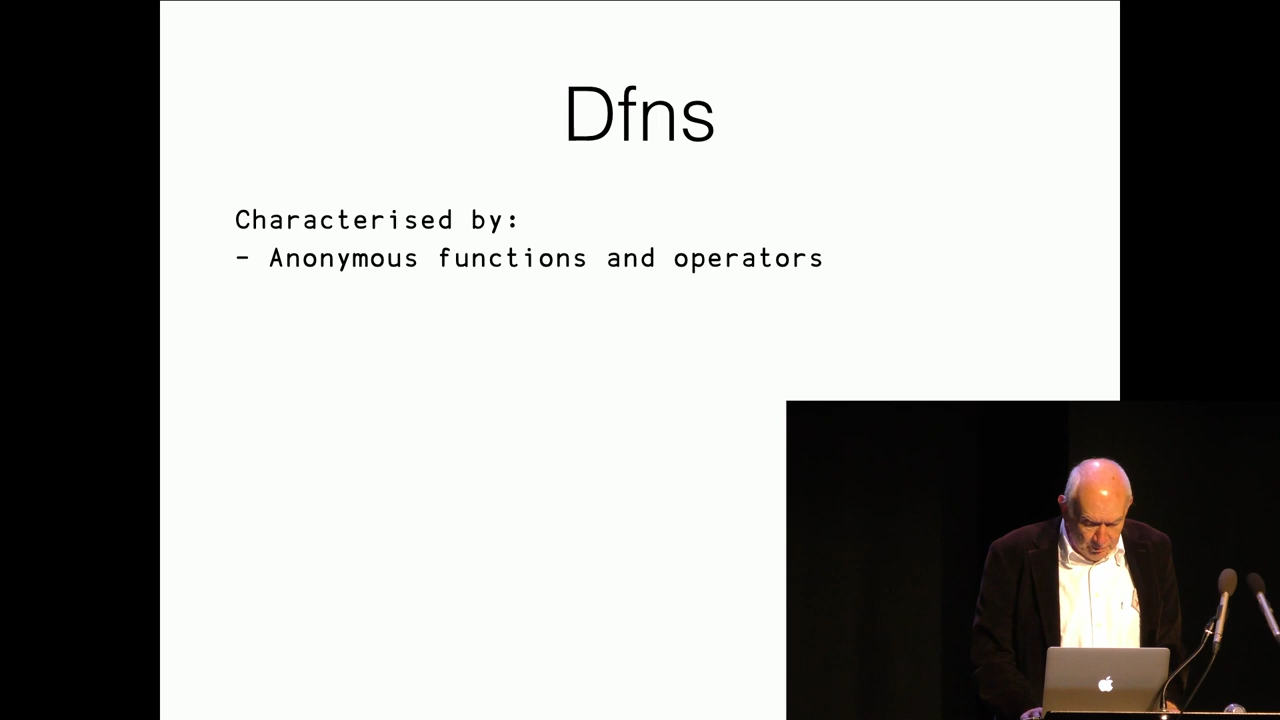 Dfns
Characterised by:
- Anonymous functions and operators